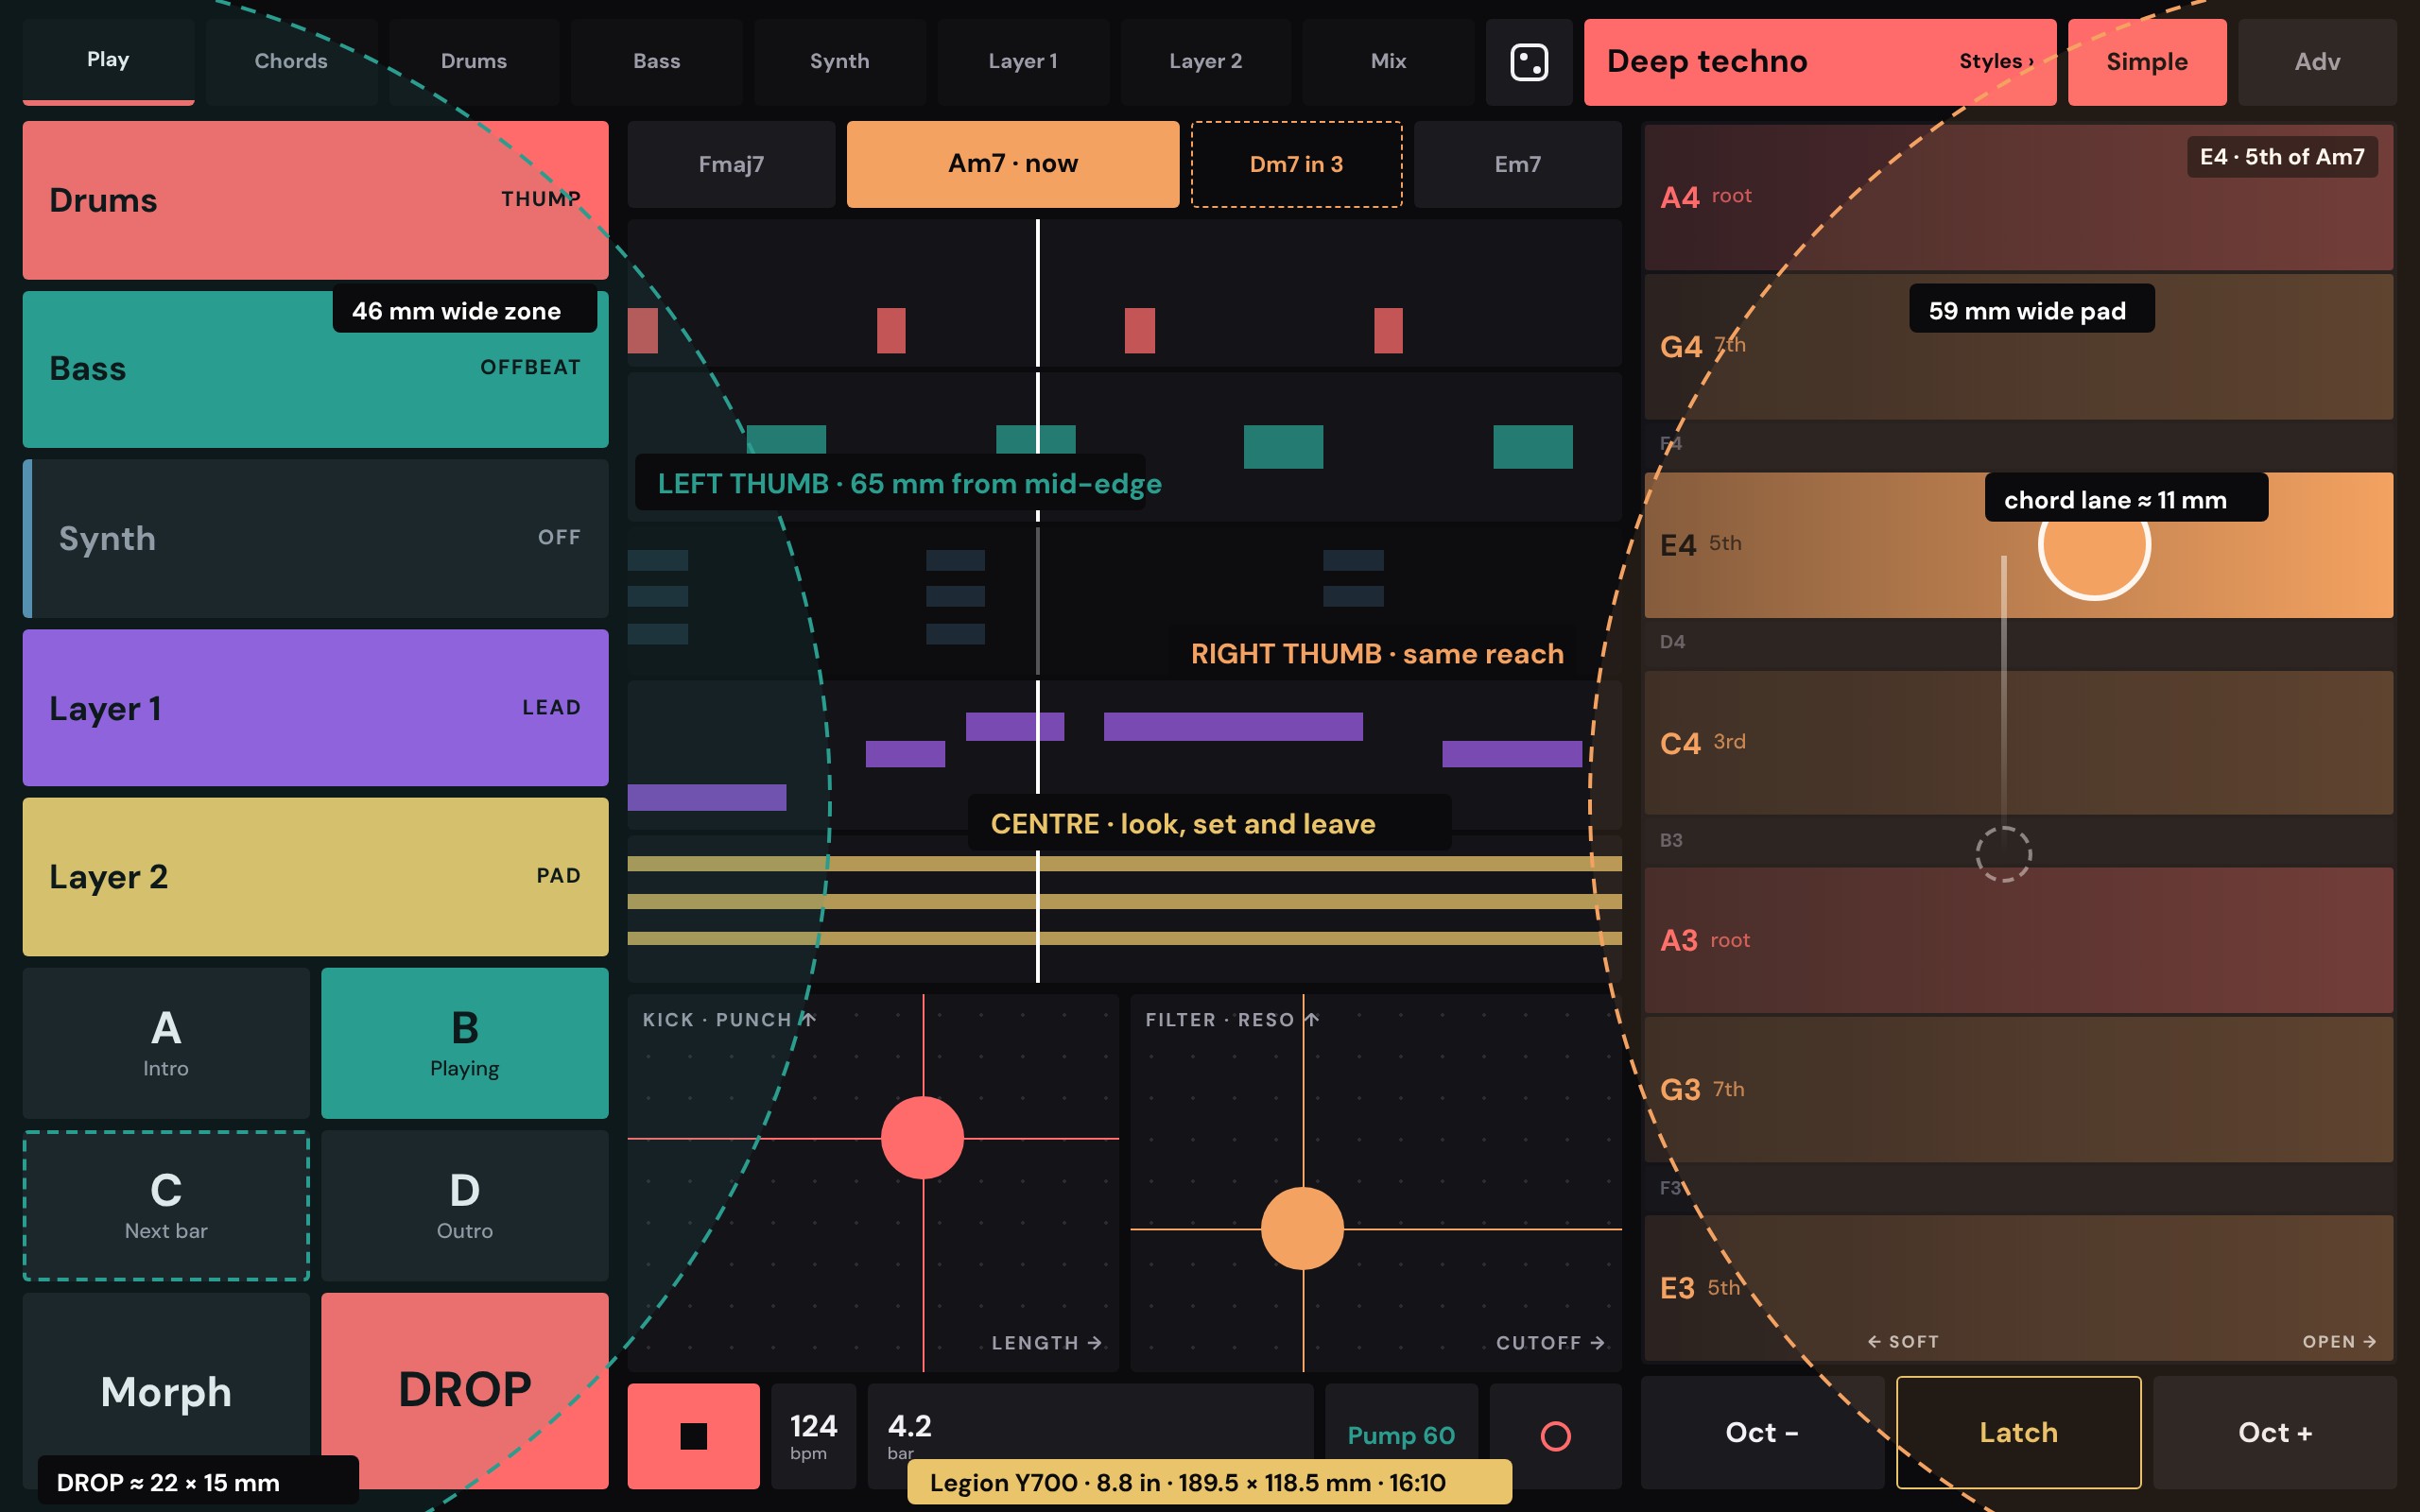 Play
Chords
Drums
Bass
Synth
Layer 1
Layer 2
Mix
Deep techno
Styles ›
Simple
Adv
Drums
THUMP
46 mm wide zone
Bass
OFFBEAT
Synth
OFF
Layer 1
LEAD
Layer 2
PAD
A
Intro
B
Playing
C
Next bar
D
Outro
Morph
DROP
DROP ≈ 22 × 15 mm
Fmaj7
Am7 · now
Dm7 in 3
Em7
LEFT THUMB · 65 mm from mid-edge
RIGHT THUMB · same reach
CENTRE · look, set and leave
KICK · PUNCH ↑
LENGTH →
FILTER · RESO ↑
CUTOFF →
124
bpm
4.2
bar
Pump 60
Legion Y700 · 8.8 in · 189.5 × 118.5 mm · 16:10
A4 root
E4 · 5th of Am7
59 mm wide pad
G4 7th
F4
chord lane ≈ 11 mm
E4 5th
D4
C4 3rd
B3
A3 root
G3 7th
F3
E3 5th
← SOFT
OPEN →
Oct −
Latch
Oct +